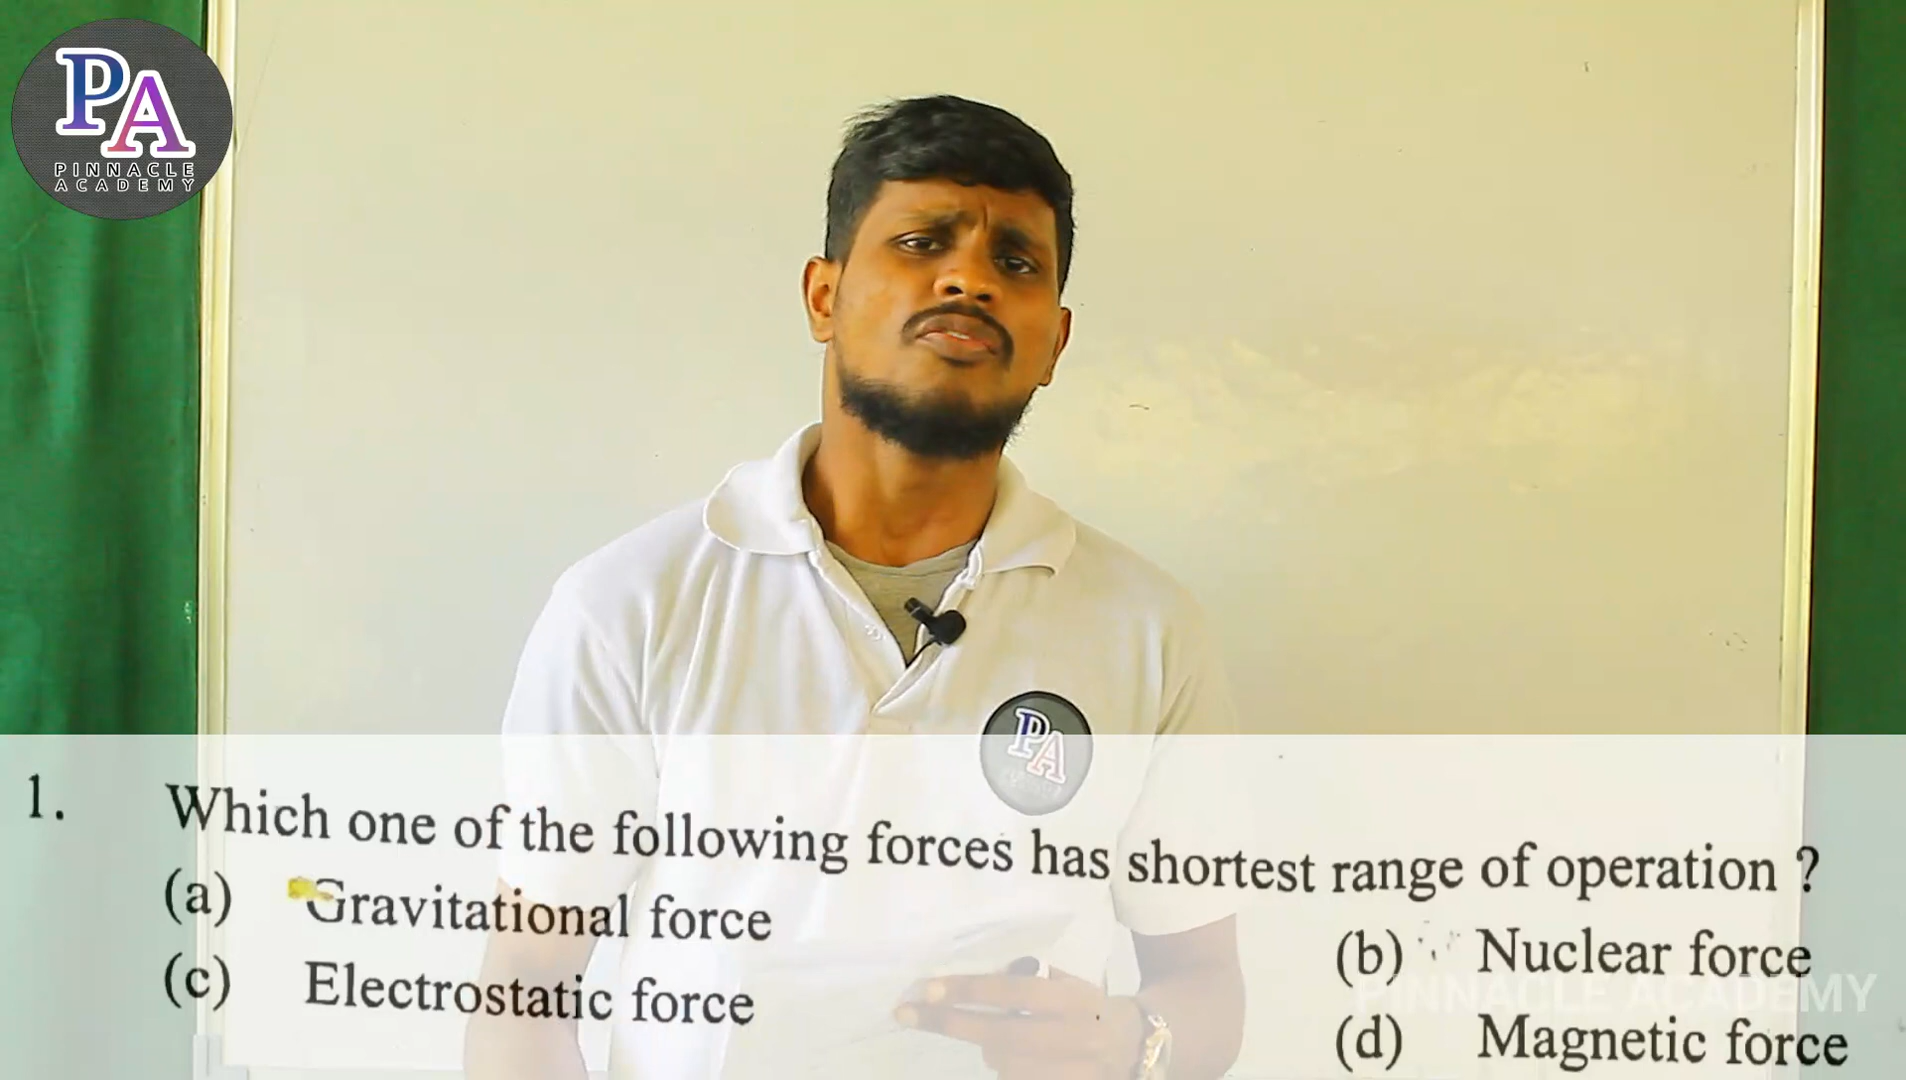 PA
PINNACLE
ACADEMY
PA
1. Which one of the following forces has shortest range of operation ?
(a) Gravitational force
(b) Nuclear force
(c) Electrostatic force
(d) Magnetic force
PINNACLE ACADEMY